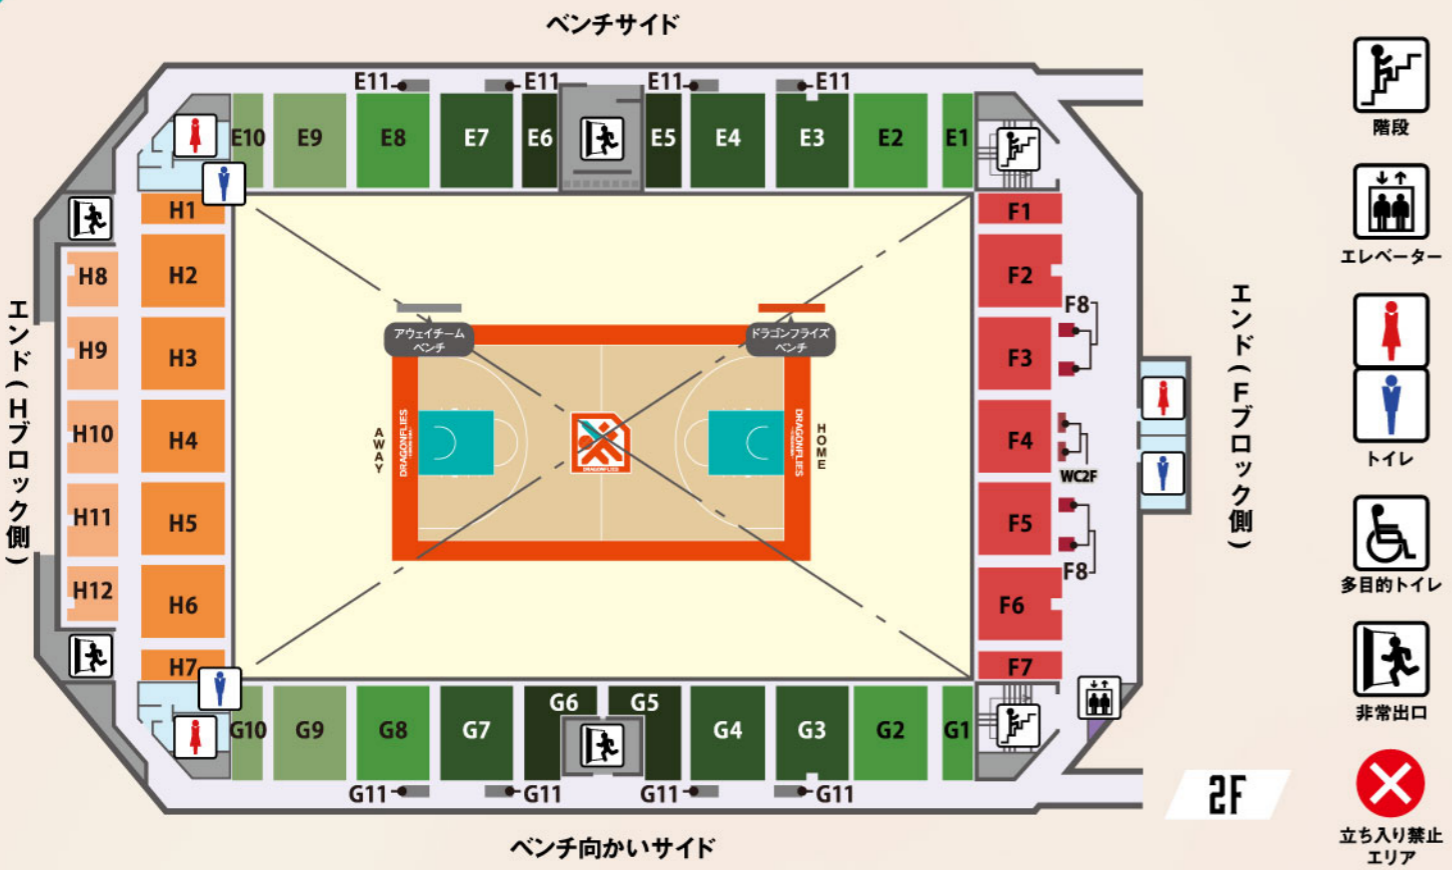 ベンチサイド
E11
E11
E11
E11
E10
E9
E8
E7
E6
E5
E4
E3
E2
E1
H1
H2
H3
H4
H5
H6
H7
H8
H9
H10
H11
H12
エンド(Hブロック側)
アウェイチーム
ベンチ
ドラゴンフライズ
ベンチ
AWAY
DRAGONFLIES
DRAGONFLIES
DRAGONFLIES
HOME
F1
F2
F3
F4
F5
F6
F7
F8
WC2F
F8
エンド(Fブロック側)
G10
G9
G8
G7
G6
G5
G4
G3
G2
G1
G11
G11
G11
G11
ベンチ向かいサイド
2F
階段
エレベーター
トイレ
多目的トイレ
非常出口
立ち入り禁止
エリア